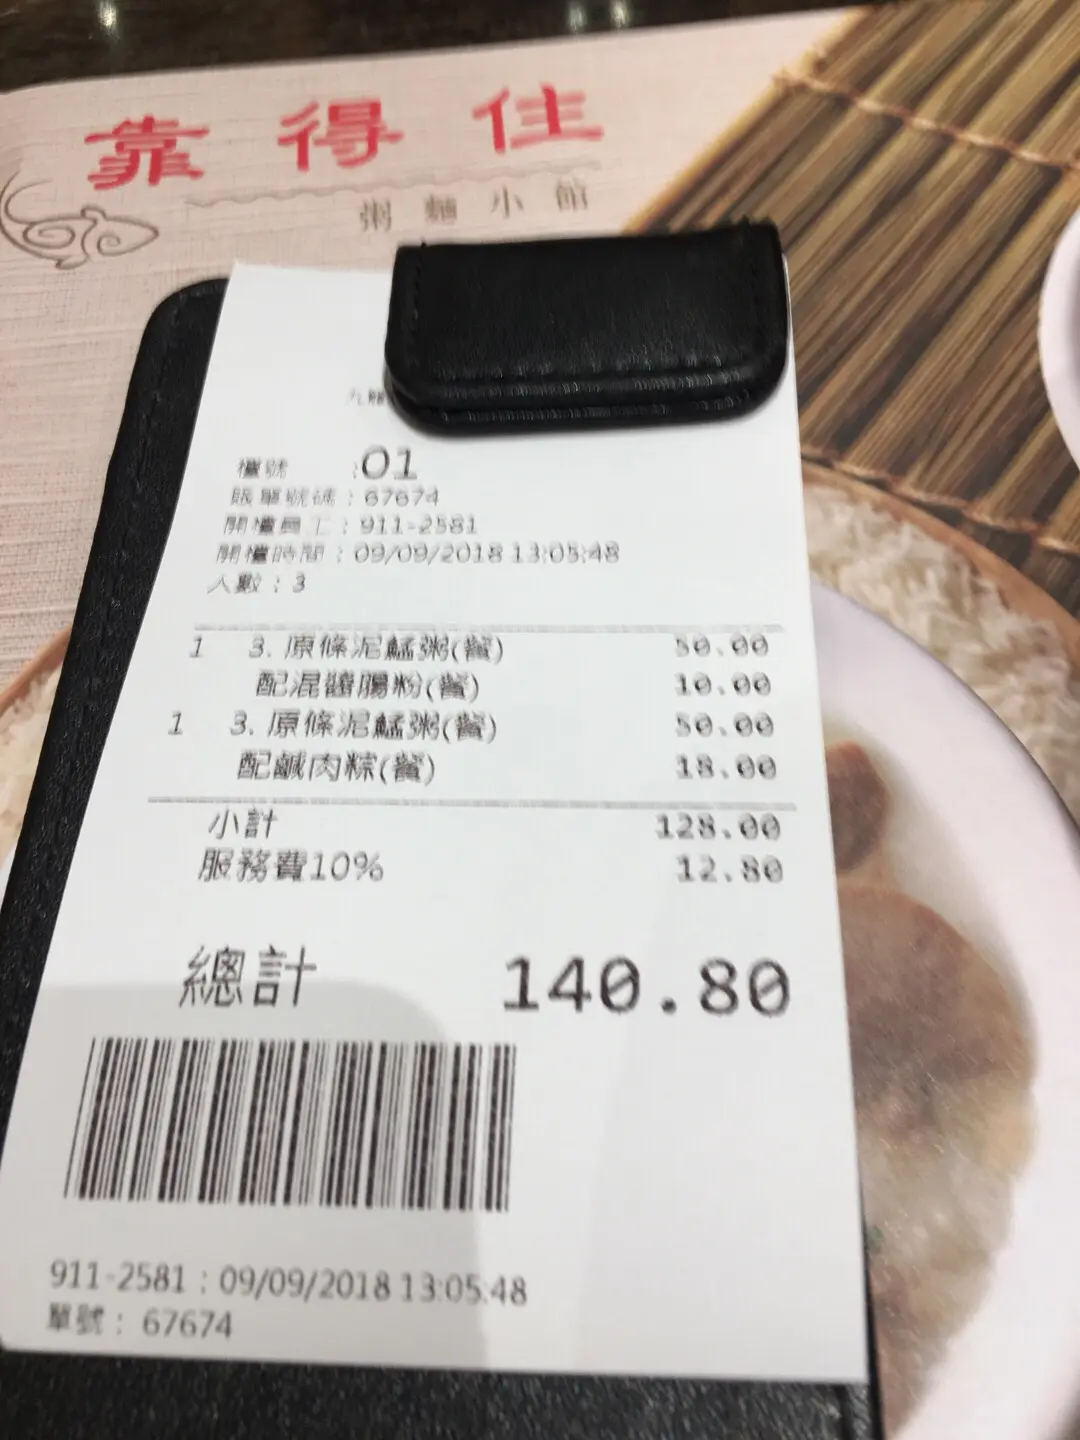 靠得住
粥麵小館
九龍
檯號 :01
賬單號碼：67674
開檯員工：911-2581
開檯時間：09/09/2018 13:05:48
人數：3
1 3. 原條泥鯭粥(餐) 50.00
配混醬腸粉(餐) 10.00
1 3. 原條泥鯭粥(餐) 50.00
配鹹肉粽(餐) 18.00
小計 128.00
服務費10% 12.80
總計 140.80
911-2581 : 09/09/2018 13:05:48
單號： 67674